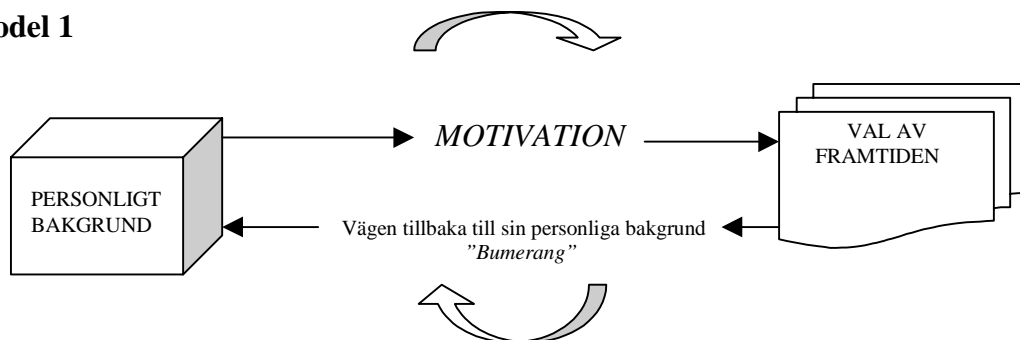 odel 1
MOTIVATION
VAL AV
FRAMTIDEN
PERSONLIGT
BAKGRUND
Vägen tillbaka till sin personliga bakgrund
”Bumerang”